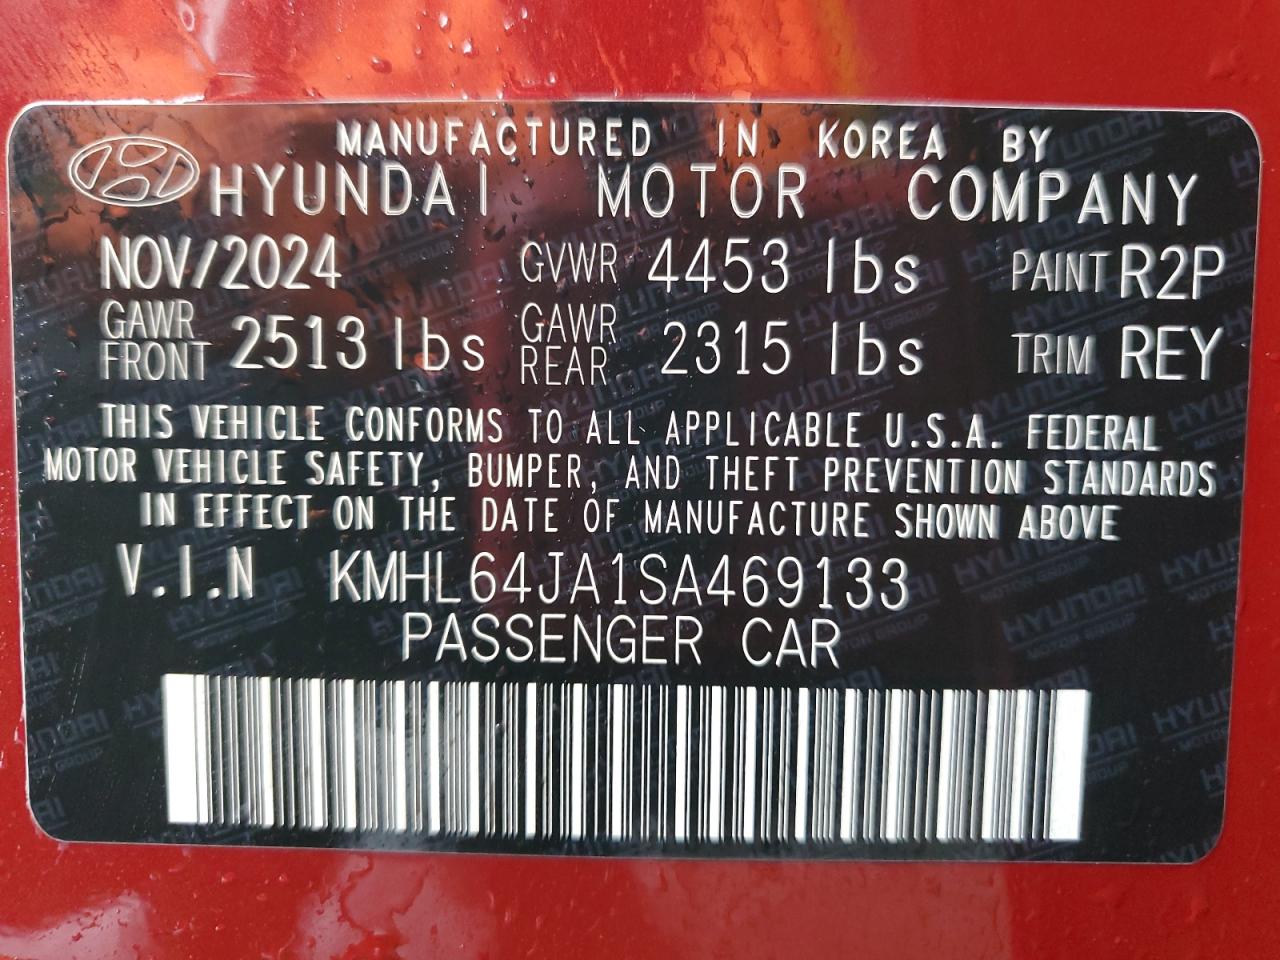 MANUFACTURED IN KOREA BY
HYUNDAI MOTOR COMPANY
NOV/2024 GVWR 4453 lbs PAINT R2P
GAWR FRONT 2513 lbs GAWR REAR 2315 lbs TRIM REY
THIS VEHICLE CONFORMS TO ALL APPLICABLE U.S.A. FEDERAL
MOTOR VEHICLE SAFETY, BUMPER, AND THEFT PREVENTION STANDARDS
IN EFFECT ON THE DATE OF MANUFACTURE SHOWN ABOVE
V.I.N KMHL64JA1SA469133
PASSENGER CAR